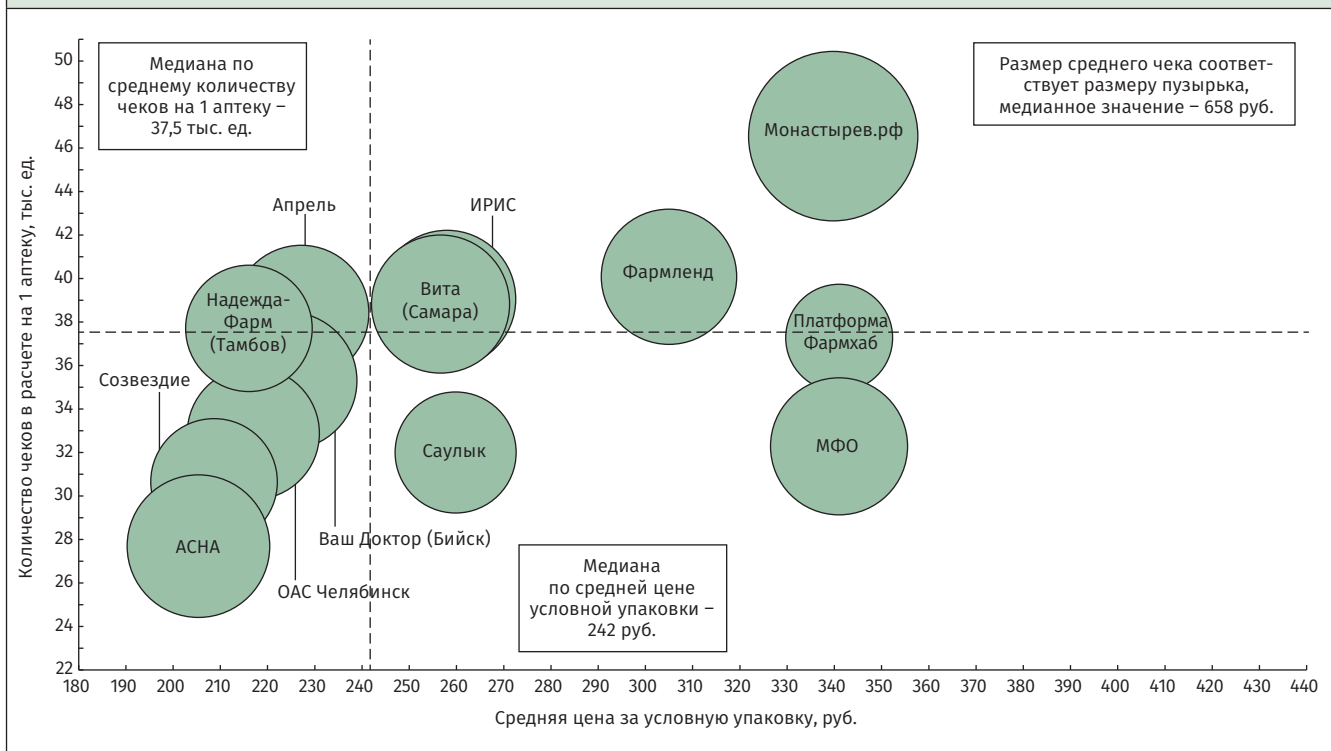 Медиана по
среднему количеству
чеков на 1 аптеку –
37,5 тыс. ед.
Размер среднего чека соответ-
ствует размеру пузырька,
медианное значение – 658 руб.
Количество чеков в расчете на 1 аптеку, тыс. ед.
50
48
46
44
42
40
38
36
34
32
30
28
26
24
22
Монастырев.рф
Апрель
ИРИС
Фармленд
Надежда-
Фарм
(Тамбов)
Вита
(Самара)
Платформа
Фармхаб
Созвездие
Саулык
МФО
АСНА
Ваш Доктор (Бийск)
ОАС Челябинск
Медиана
по средней цене
условной упаковки –
242 руб.
180 190 200 210 220 230 240 250 260 270 280 290 300 310 320 330 340 350 360 370 380 390 400 410 420 430 440
Средняя цена за условную упаковку, руб.